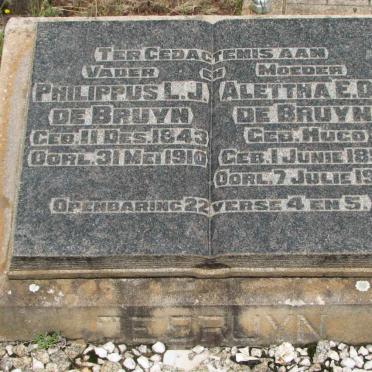 TER GEDACTENIS AAN
VADER EN MOEDER
PHILIPPUS L.J.
DE BRUYN
GEB. 11 DES. 1843
OORL. 31 MEI 1910
ALETTHA E.
DE BRUYN
GEB. HUGO
GEB. 1 JUNIE
OORL. 7 JULIE
OPENBARING 22 VERSE 4 EN 5.
DE BRUYN